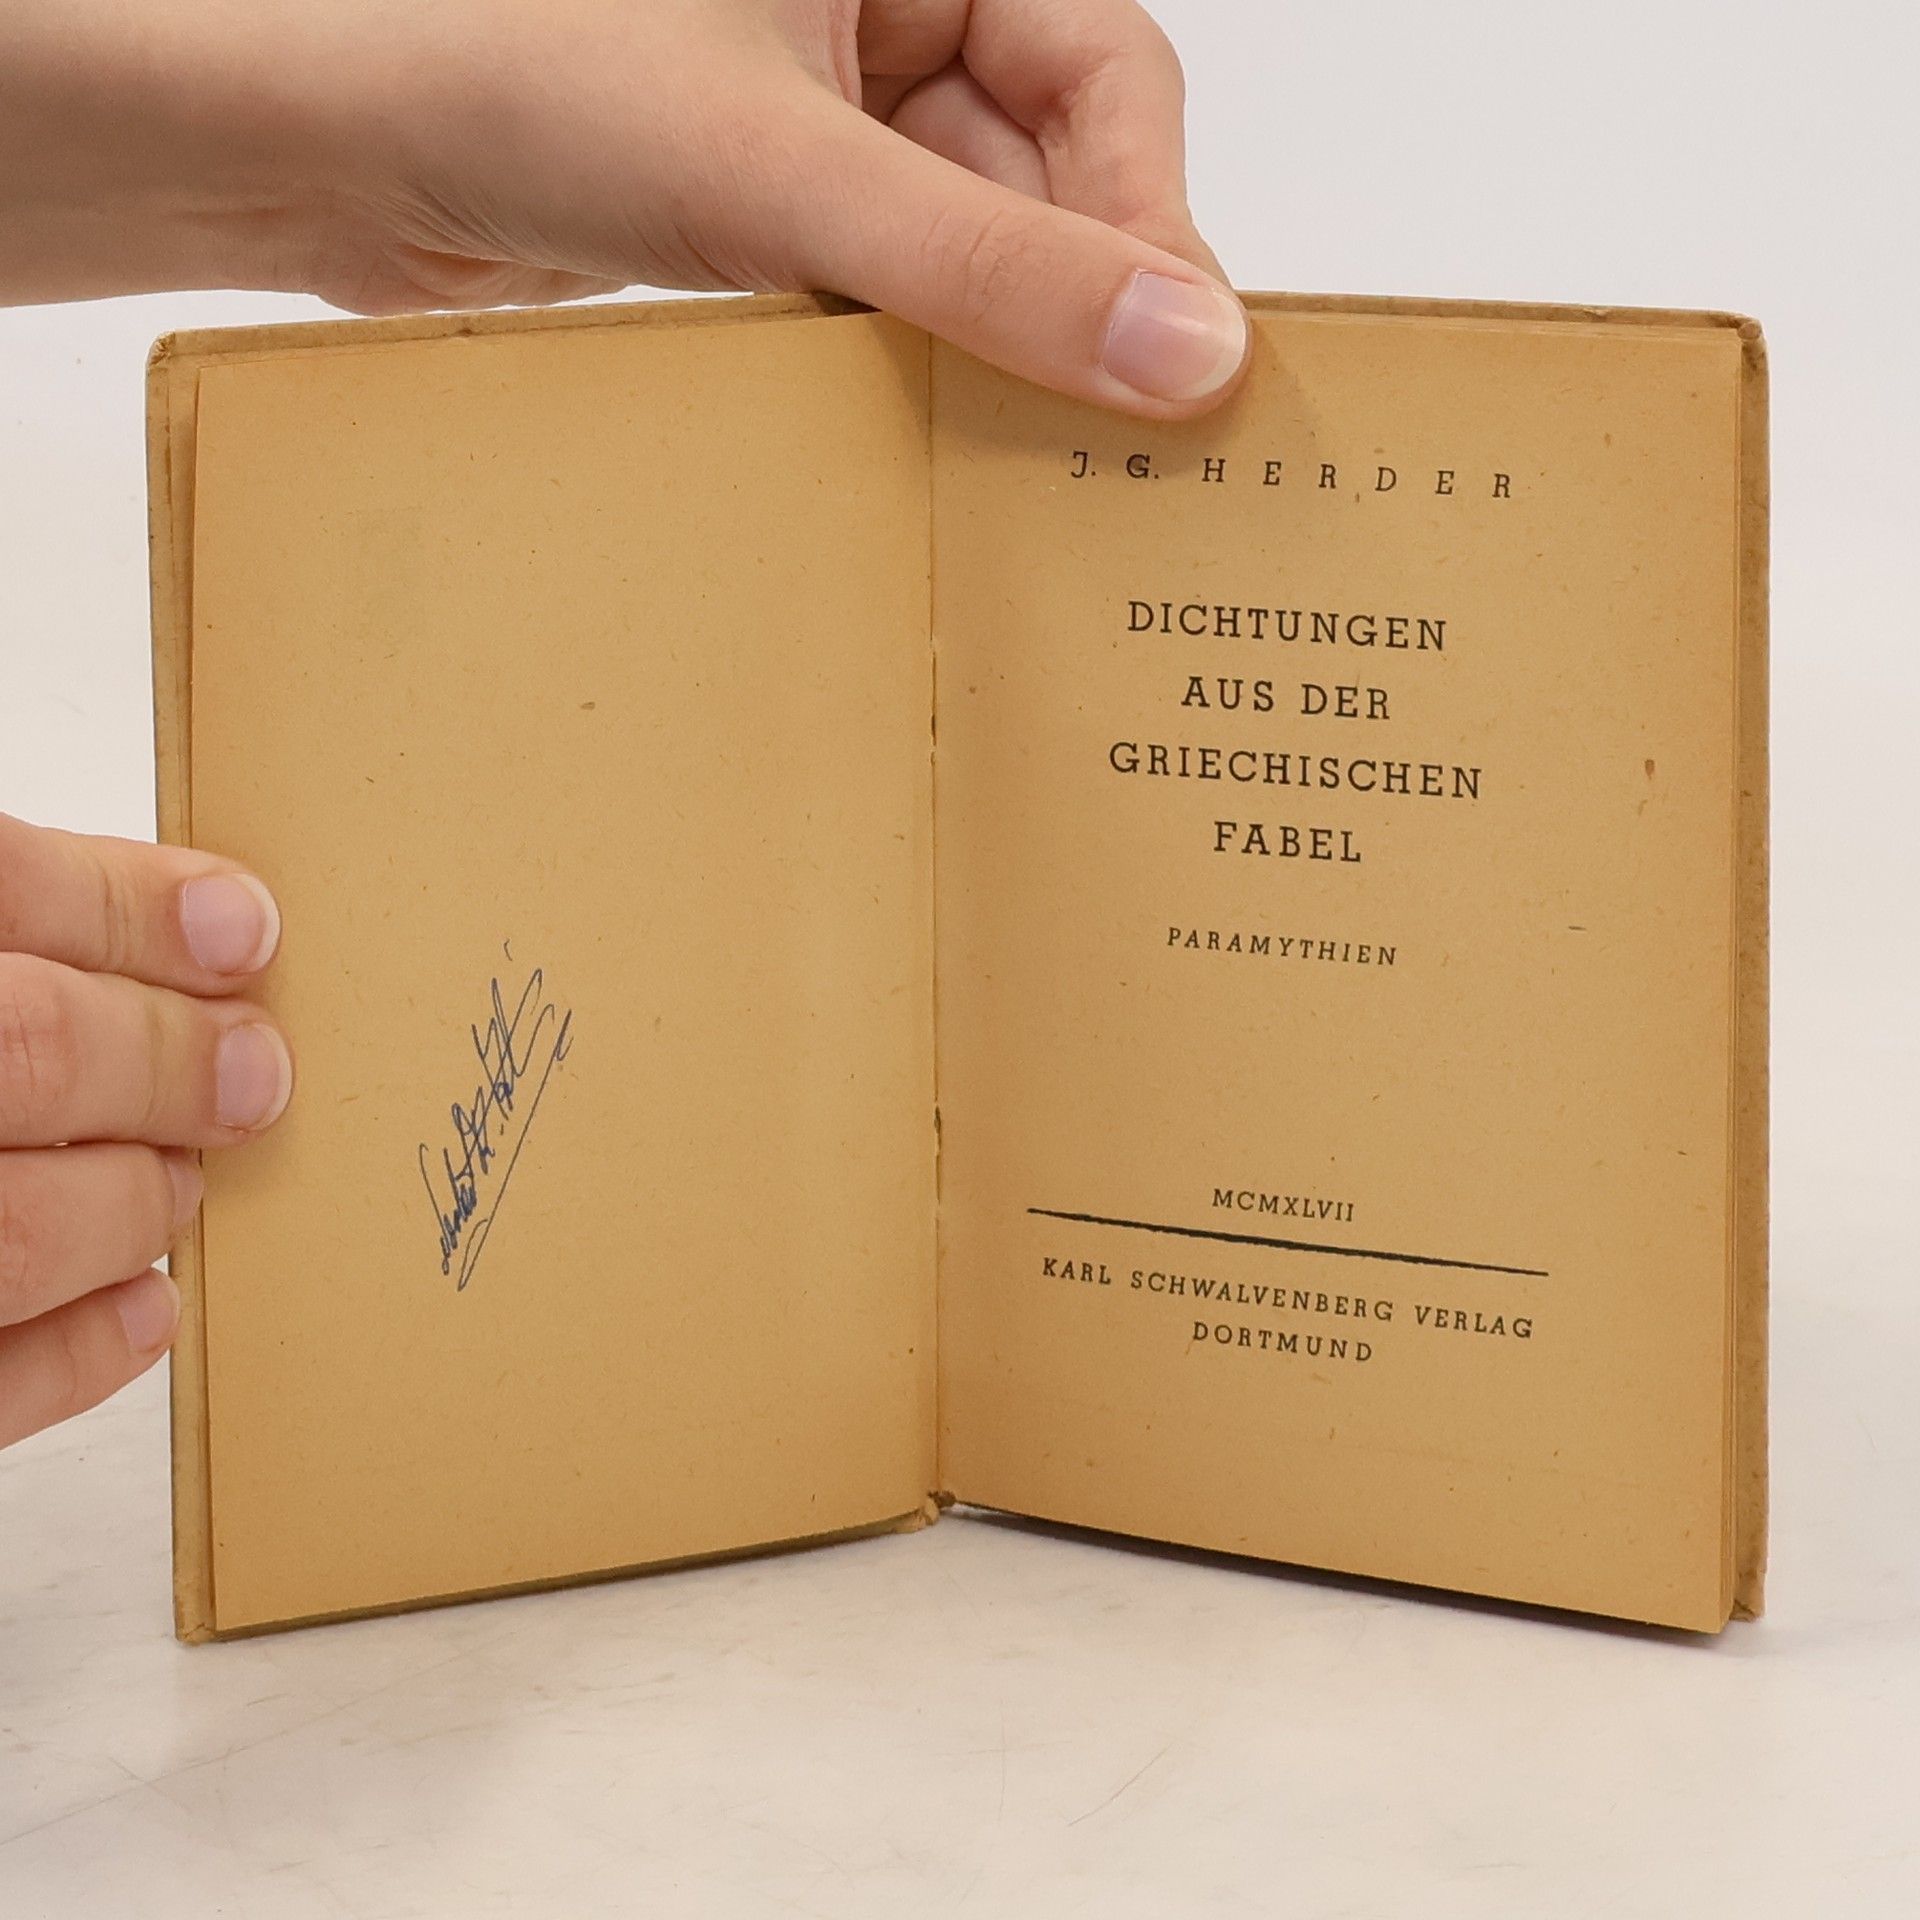 J. G. HERDER
DICHTUNGEN
AUS DER
GRIECHISCHEN
FABEL
PARAMYTHIEN
MCMXLVII
KARL SCHWALVENBERG VERLAG
DORTMUND